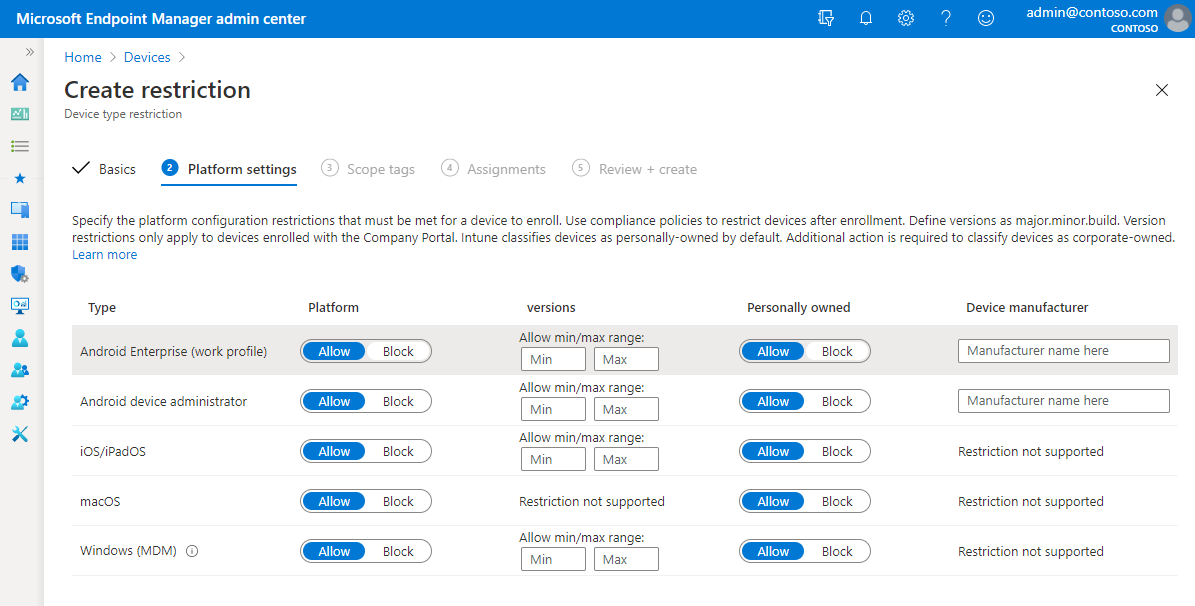 Microsoft Endpoint Manager admin center
admin@contoso.com
CONTOSO
Home > Devices >
Create restriction
Device type restriction
Basics
2 Platform settings
3 Scope tags
4 Assignments
5 Review + create
Specify the platform configuration restrictions that must be met for a device to enroll. Use compliance policies to restrict devices after enrollment. Define versions as major.minor.build. Version
restrictions only apply to devices enrolled with the Company Portal. Intune classifies devices as personally-owned by default. Additional action is required to classify devices as corporate-owned.
Learn more
Type Platform versions Personally owned Device manufacturer
Allow min/max range:
Android Enterprise (work profile) Allow Block Min Max Allow Block Manufacturer name here
Allow min/max range:
Android device administrator Allow Block Min Max Allow Block Manufacturer name here
Allow min/max range:
iOS/iPadOS Allow Block Min Max Allow Block Restriction not supported
macOS Allow Block Restriction not supported Allow Block Restriction not supported
Allow min/max range:
Windows (MDM) Allow Block Min Max Allow Block Restriction not supported